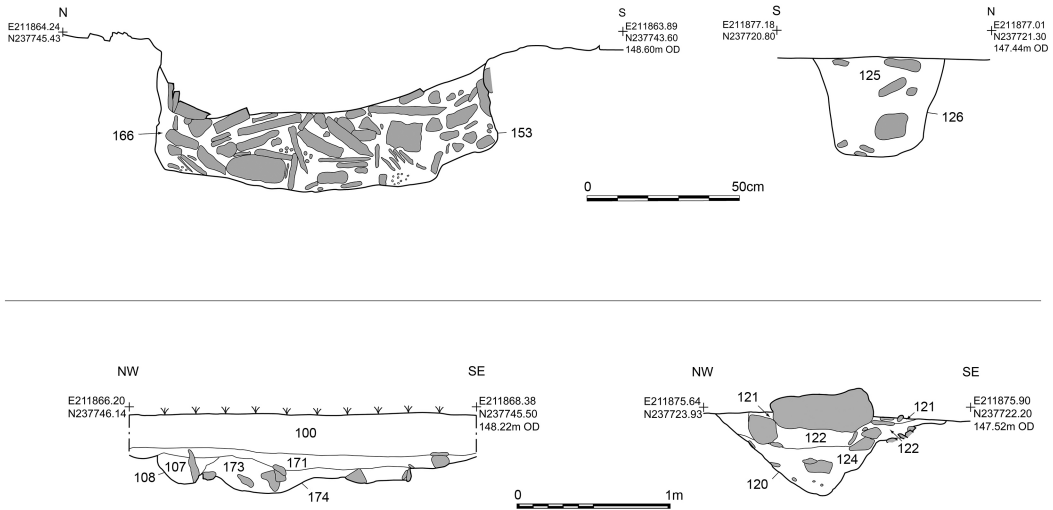 N
S
E211864.24
N237745.43
E211863.89
N237743.60
148.60m OD
166
153
S
N
E211877.18
N237720.80
E211877.01
N237721.30
147.44m OD
125
126
0
50cm
NW
SE
E211866.20
N237746.14
E211868.38
N237745.50
148.22m OD
100
107
173
171
108
174
NW
SE
E211875.64
N237723.93
E211875.90
N237722.20
147.52m OD
121
121
122
122
124
120
0
1m